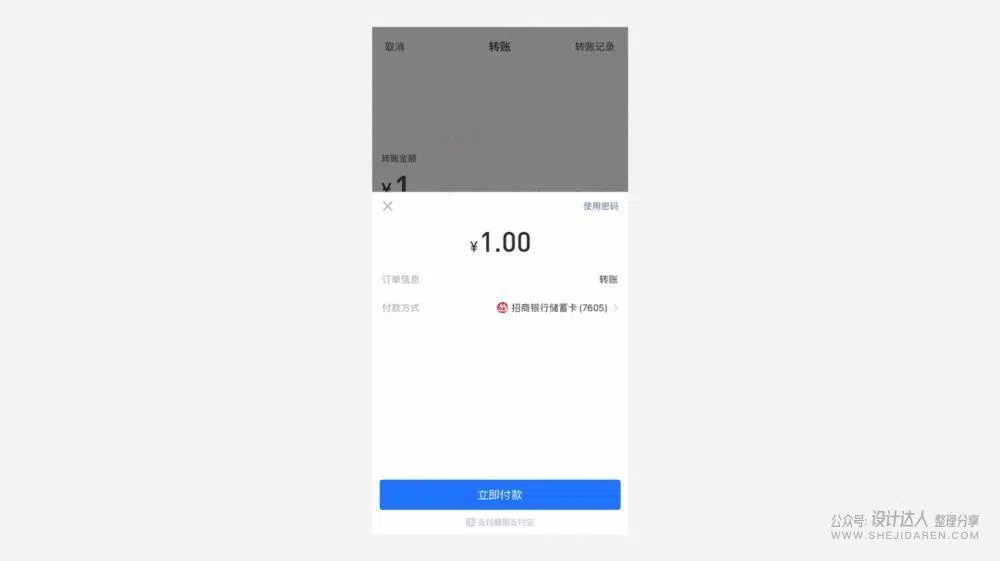 取消 转账 转账记录
转账金额
¥1
使用密码
¥1.00
订单信息 转账
付款方式 招商银行储蓄卡 (7605)
立即付款
公众号: 设计达人 整理分享
WWW.SHEJIDAREN.COM